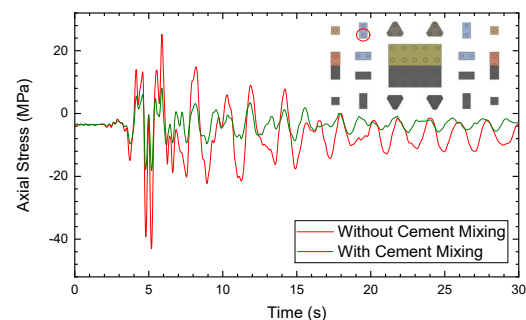 20
0
-20
-40
Axial Stress (MPa)
Without Cement Mixing
With Cement Mixing
0 5 10 15 20 25 30
Time (s)